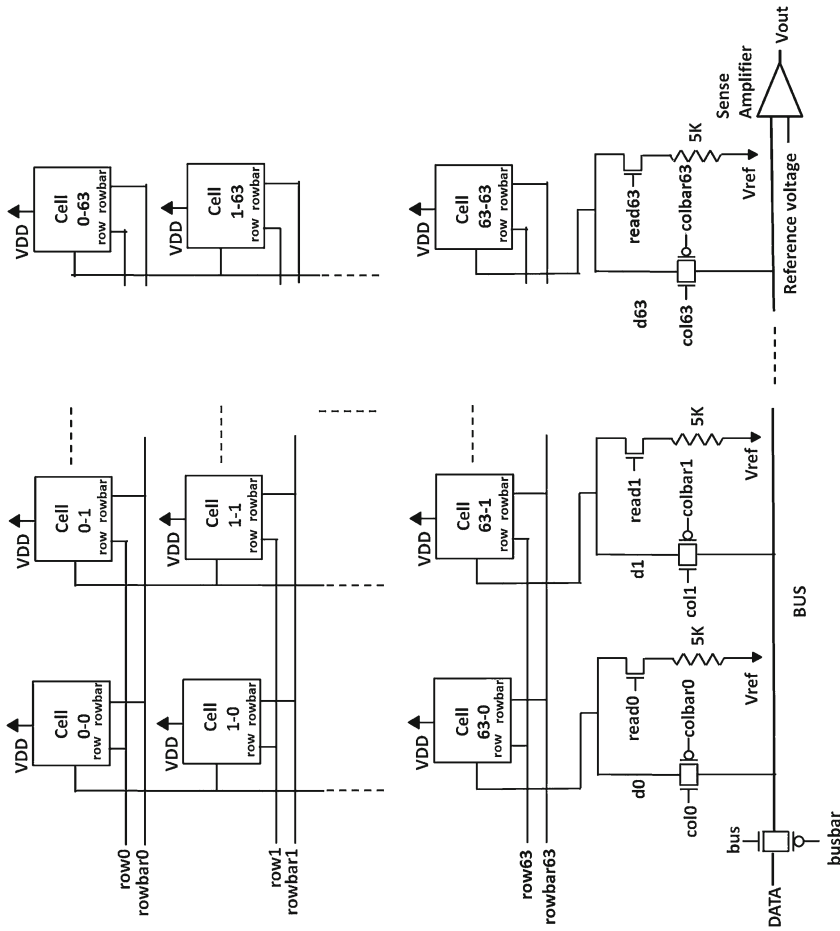 VDD
Cell
0-0
row rowbar
VDD
Cell
0-1
row rowbar
VDD
Cell
0-63
row rowbar
row0
rowbar0
VDD
Cell
1-0
row rowbar
VDD
Cell
1-1
row rowbar
VDD
Cell
1-63
row rowbar
row1
rowbar1
VDD
Cell
63-0
row rowbar
VDD
Cell
63-1
row rowbar
VDD
Cell
63-63
row rowbar
row63
rowbar63
d0
read0
5K
col0
colbar0
Vref
d1
read1
5K
col1
colbar1
Vref
d63
read63
5K
col63
colbar63
Vref
Sense
Amplifier
Vout
Reference voltage
BUS
bus
busbar
DATA